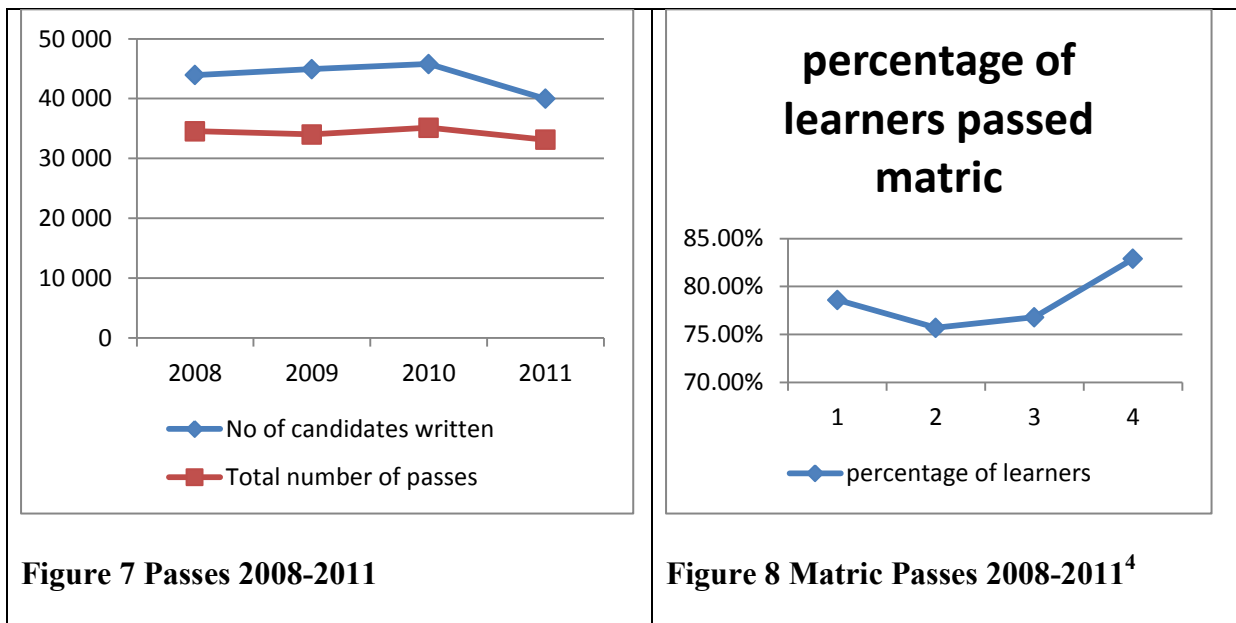 50 000
40 000
30 000
20 000
10 000
0
2008 2009 2010 2011
No of candidates written
Total number of passes
Figure 7 Passes 2008-2011
percentage of
learners passed
matric
85.00%
80.00%
75.00%
70.00%
1 2 3 4
percentage of learners
Figure 8 Matric Passes 2008-2011⁴